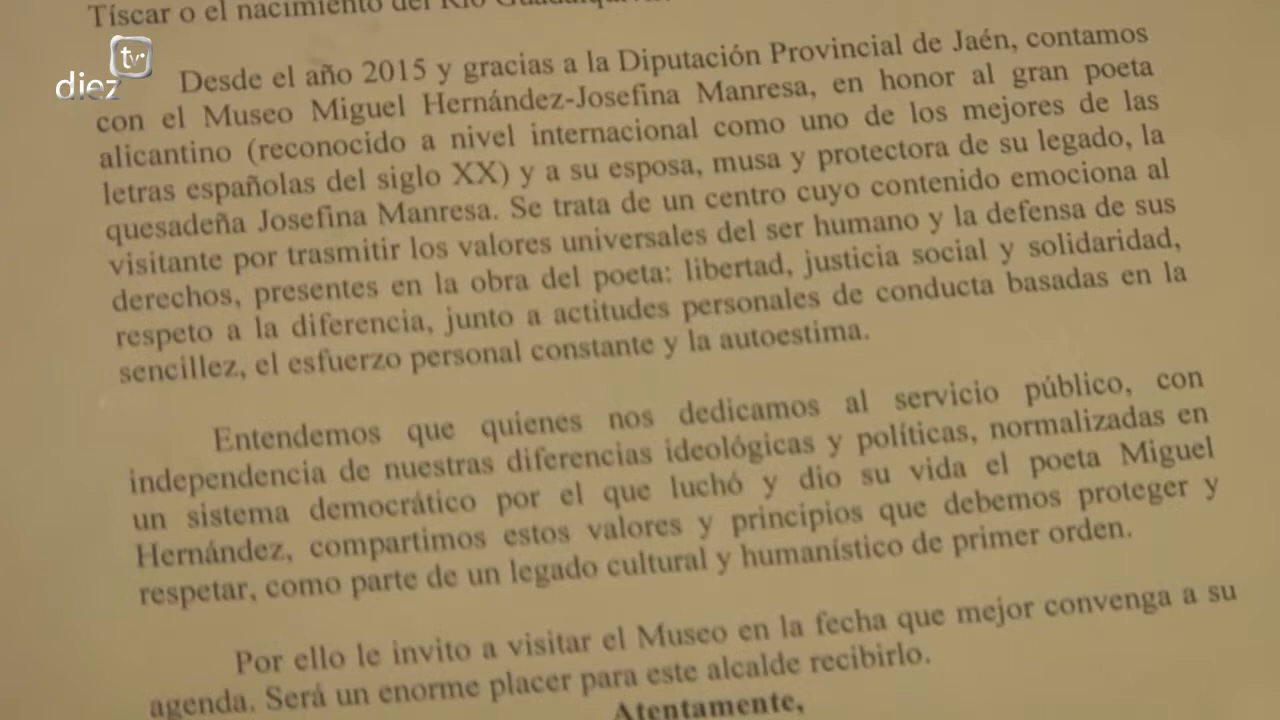 Tíscar o el nacimiento del Río
diez tv
Desde el año 2015 y gracias a la Diputación Provincial de Jaén, contamos
con el Museo Miguel Hernández-Josefina Manresa, en honor al gran poeta
alicantino (reconocido a nivel internacional como uno de los mejores de las
letras españolas del siglo XX) y a su esposa, musa y protectora de su legado, la
quesadeña Josefina Manresa. Se trata de un centro cuyo contenido emociona al
visitante por trasmitir los valores universales del ser humano y la defensa de sus
derechos, presentes en la obra del poeta: libertad, justicia social y solidaridad,
respeto a la diferencia, junto a actitudes personales de conducta basadas en la
sencillez, el esfuerzo personal constante y la autoestima.
Entendemos que quienes nos dedicamos al servicio público, con
independencia de nuestras diferencias ideológicas y políticas, normalizadas en
un sistema democrático por el que luchó y dio su vida el poeta Miguel
Hernández, compartimos estos valores y principios que debemos proteger y
respetar, como parte de un legado cultural y humanístico de primer orden.
Por ello le invito a visitar el Museo en la fecha que mejor convenga a su
agenda. Será un enorme placer para este alcalde recibirlo.
Atentamente,